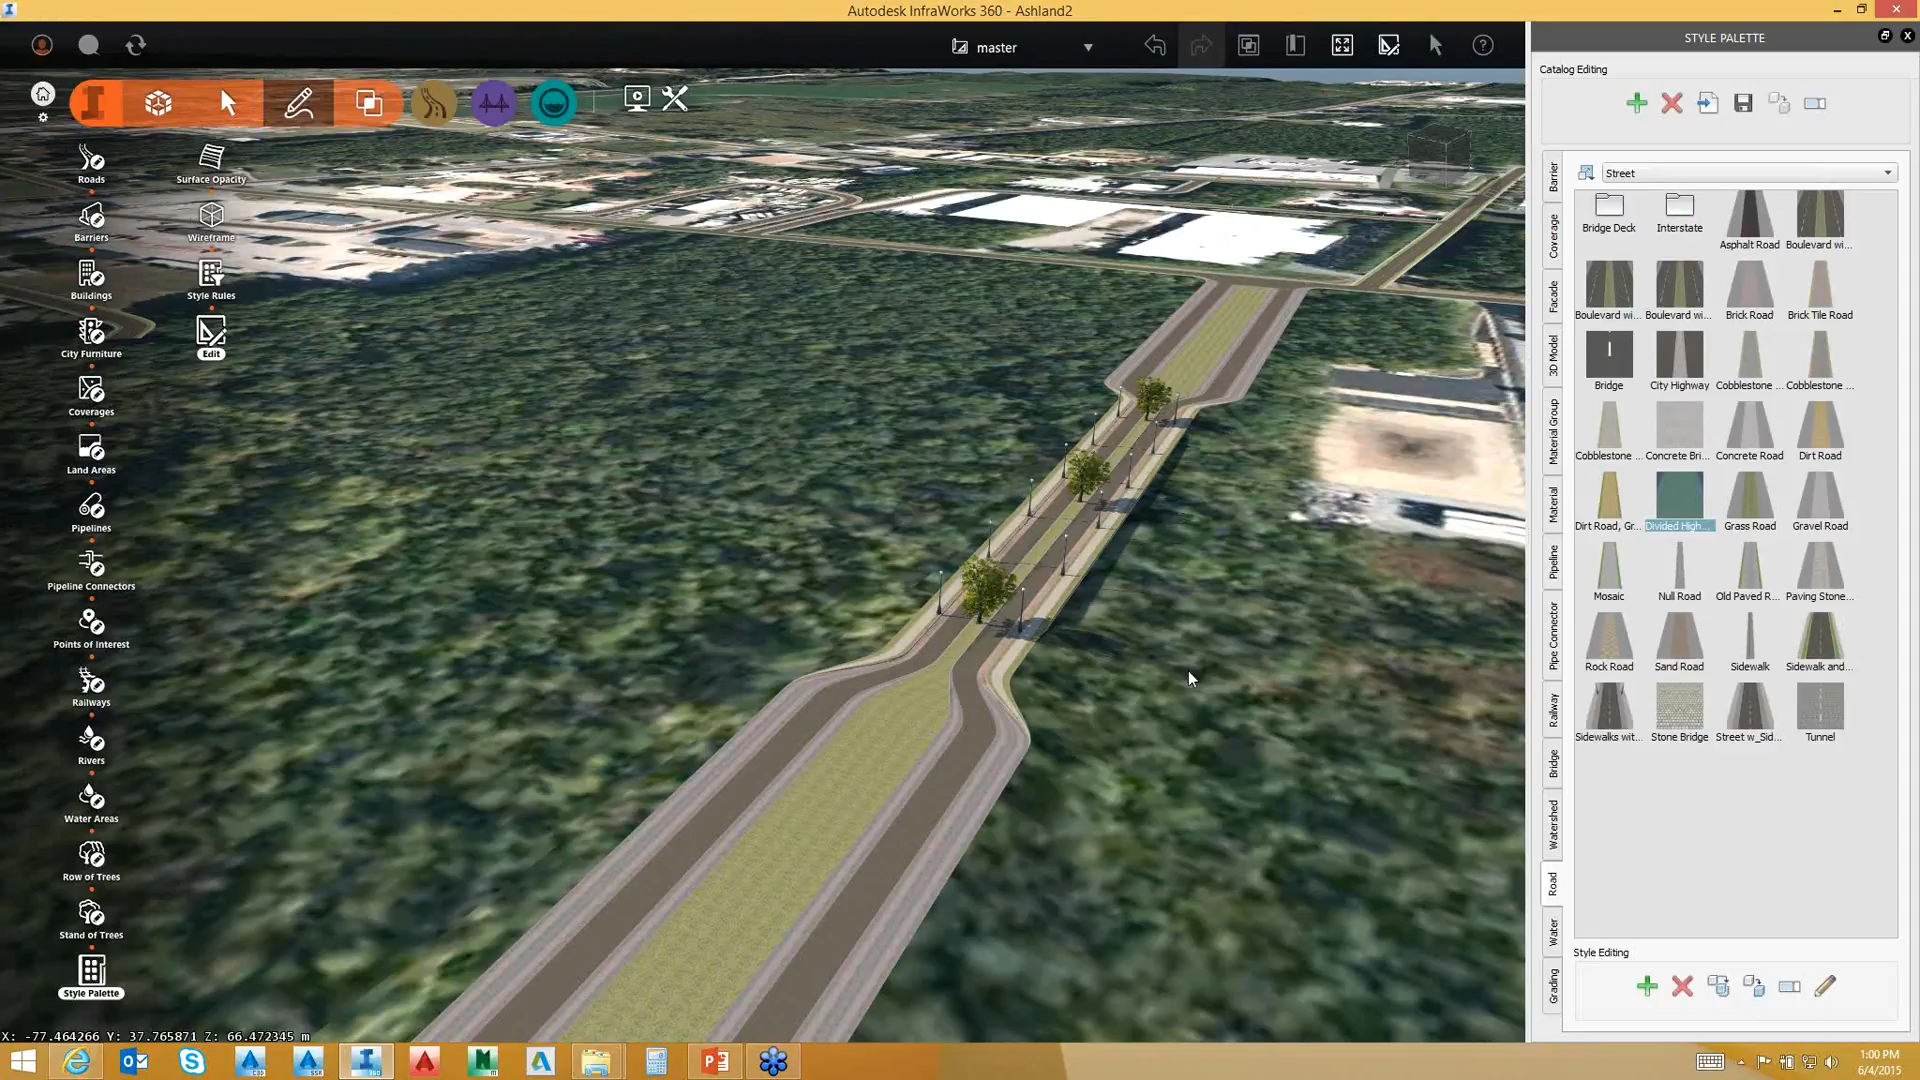 Autodesk InfraWorks 360 - Ashland2
master
STYLE PALETTE
Catalog Editing
Street
Roads
Barriers
Buildings
City Furniture
Coverages
Land Areas
Pipelines
Pipeline Connectors
Points of Interest
Railways
Rivers
Water Areas
Row of Trees
Stand of Trees
Style Palette
Surface Opacity
Wireframe
Style Rules
Edit
Barrier
Coverage
Facade
3D Model
Material Group
Material
Pipeline
Pipe Connector
Railway
Bridge
Watershed
Road
Water
Grading
Bridge Deck
Interstate
Asphalt Road
Boulevard wi...
Boulevard wi...
Boulevard wi...
Brick Road
Brick Tile Road
Bridge
City Highway
Cobblestone ...
Cobblestone ...
Cobblestone ...
Concrete Bri...
Concrete Road
Dirt Road
Dirt Road, Gr...
Divided High...
Grass Road
Gravel Road
Mosaic
Null Road
Old Paved R...
Paving Stone...
Rock Road
Sand Road
Sidewalk
Sidewalk and...
Sidewalks wit...
Stone Bridge
Street w_Sid...
Tunnel
Style Editing
X: -77.464266 Y: 37.765871 Z: 66.472345 m
1:00 PM
6/4/2015